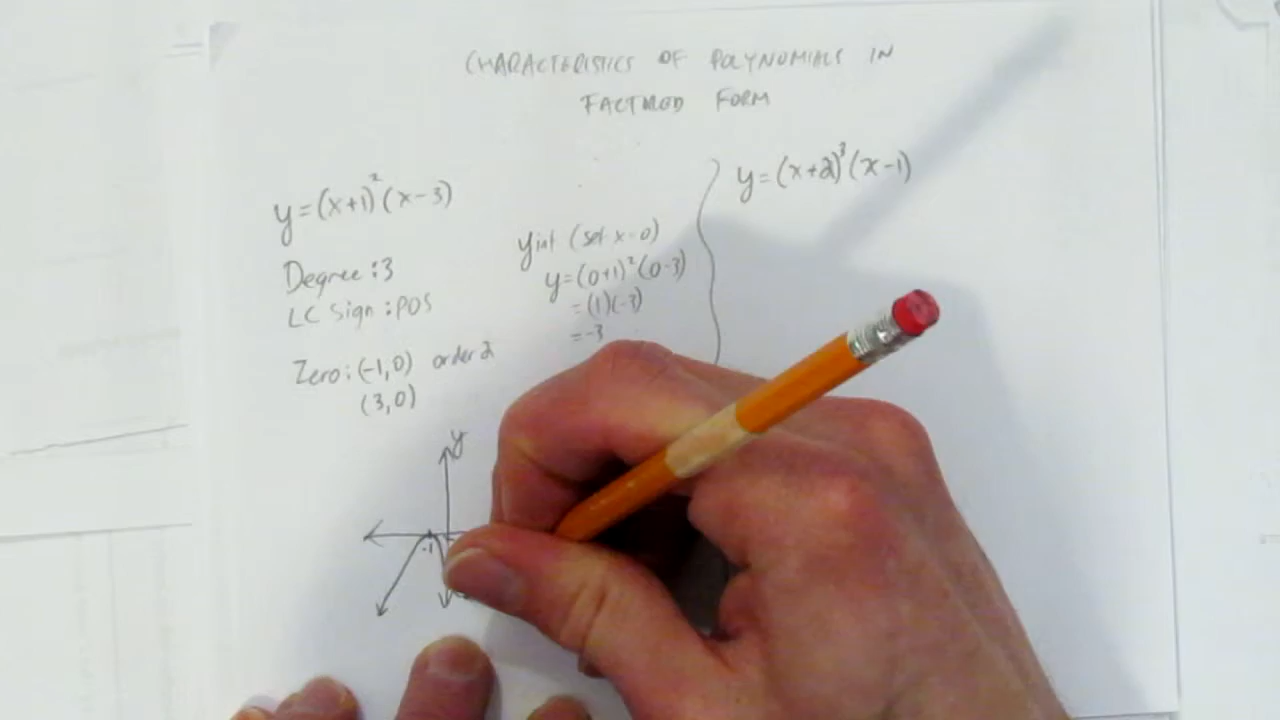 CHARACTERISTICS OF POLYNOMIALS IN
FACTORED FORM
y=(x+1)²(x-3)
Degree:3
LC Sign:POS
Zero:(-1,0) order 2
(3,0)
yint (set x=0)
y=(0+1)²(0-3)
=(1)(-3)
=-3
y
-1
y=(x+2)³(x-1)